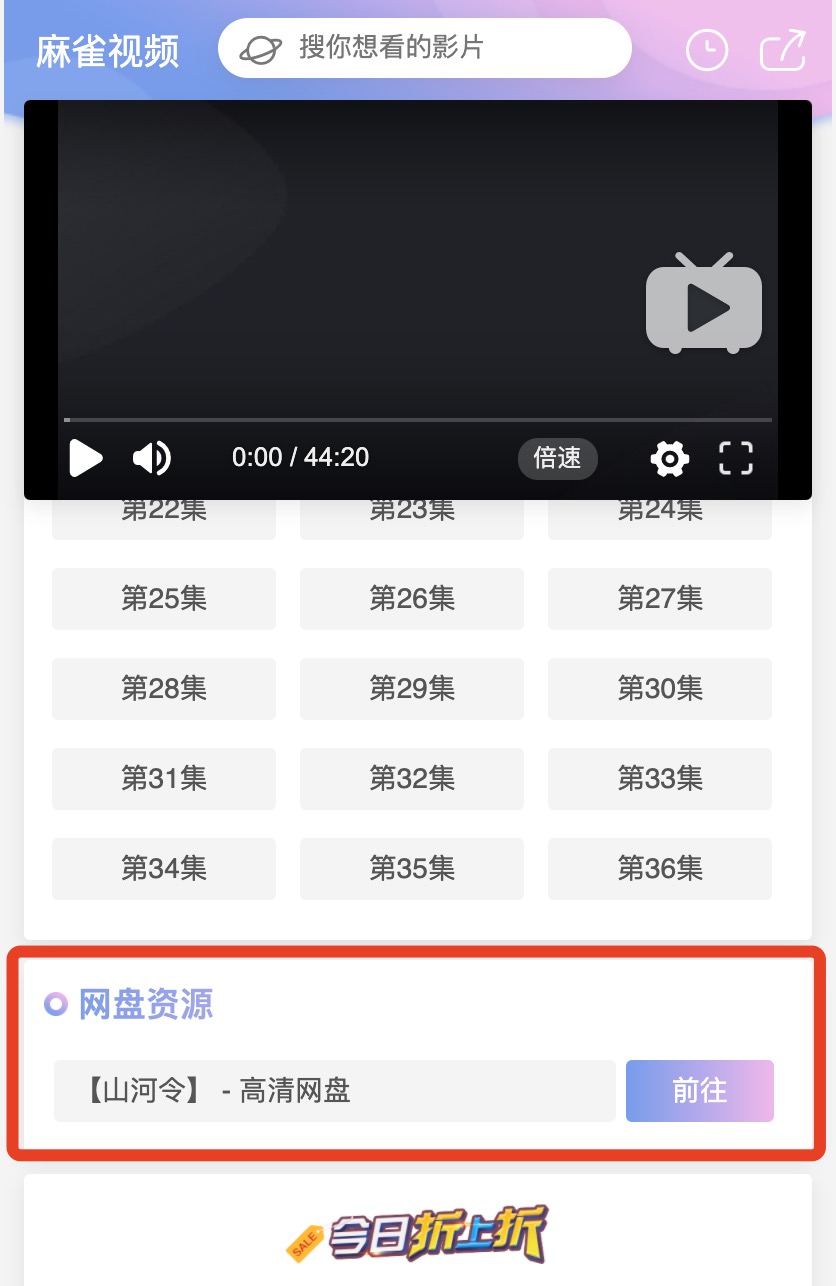 麻雀视频 搜你想看的影片
0:00 / 44:20 倍速
第22集 第23集 第24集
第25集 第26集 第27集
第28集 第29集 第30集
第31集 第32集 第33集
第34集 第35集 第36集
网盘资源
【山河令】 - 高清网盘 前往
SALE 今日折上折